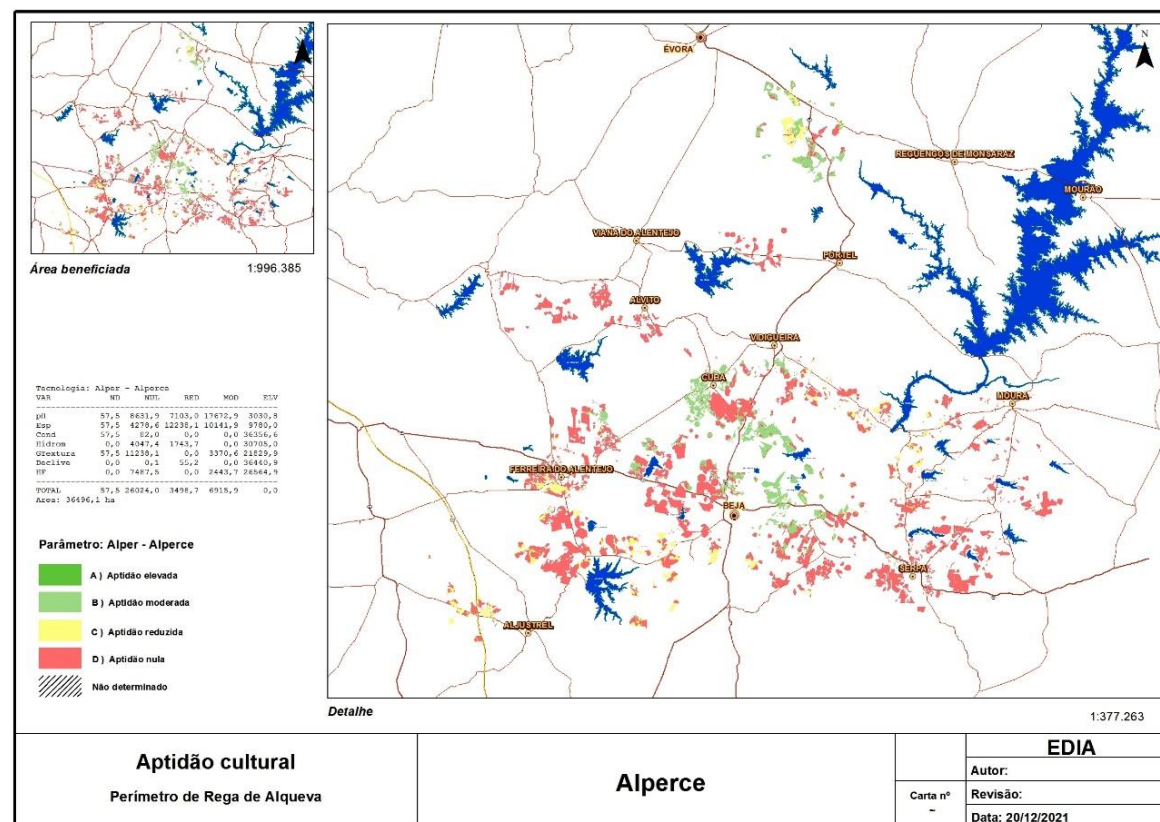 N
Área beneficiada 1:996.385
Tecnologia: Alper - Alperce
VAR ND NUL RED MOD ELV
pH 57,5 8631,9 7103,0 17672,9 3030,8
Esp 57,5 4278,6 12238,1 10141,9 9780,0
Cond 57,5 82,0 0,0 0,0 36356,6
Hidrom 0,0 4047,4 1743,7 0,0 30705,0
GTextura 57,5 11238,1 0,0 3370,6 21829,9
Declive 0,0 0,1 55,2 0,0 36440,9
HF 0,0 7487,5 0,0 2443,7 26564,9
TOTAL 57,5 26024,0 3498,7 6915,9 0,0
Area: 36496,1 ha
Parâmetro: Alper - Alperce
A ) Aptidão elevada
B ) Aptidão moderada
C ) Aptidão reduzida
D ) Aptidão nula
Não determinado
N
ÉVORA
REGUENGOS DE MONSARAZ
MOURÃO
VIANA DO ALENTEJO
PORTEL
ALVITO
VIDIGUEIRA
CUBA
MOURA
FERREIRA DO ALENTEJO
BEJA
SERPA
ALJUSTREL
Detalhe
1:377.263
Aptidão cultural
Perímetro de Rega de Alqueva
Alperce
Carta nº
~
EDIA
Autor:
Revisão:
Data: 20/12/2021